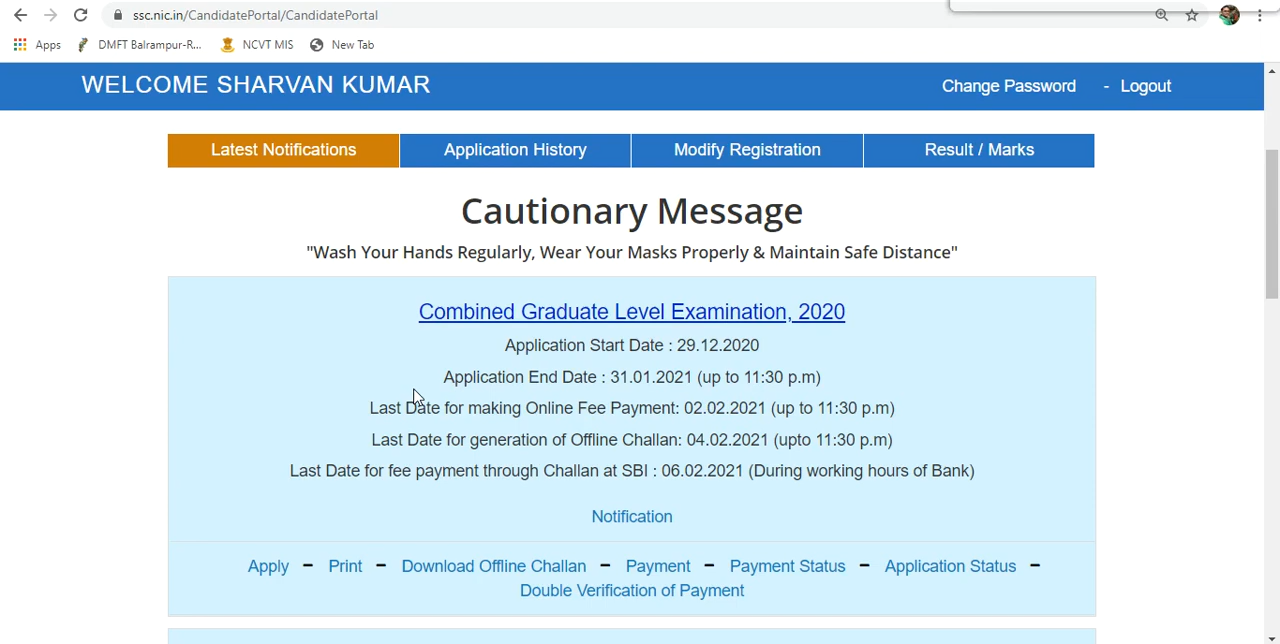 ssc.nic.in/CandidatePortal/CandidatePortal
Apps DMFT Balrampur-R... NCVT MIS New Tab
WELCOME SHARVAN KUMAR Change Password - Logout
Latest Notifications Application History Modify Registration Result / Marks
Cautionary Message
"Wash Your Hands Regularly, Wear Your Masks Properly & Maintain Safe Distance"
Combined Graduate Level Examination, 2020
Application Start Date : 29.12.2020
Application End Date : 31.01.2021 (up to 11:30 p.m)
Last Date for making Online Fee Payment: 02.02.2021 (up to 11:30 p.m)
Last Date for generation of Offline Challan: 04.02.2021 (upto 11:30 p.m)
Last Date for fee payment through Challan at SBI : 06.02.2021 (During working hours of Bank)
Notification
Apply – Print – Download Offline Challan – Payment – Payment Status – Application Status –
Double Verification of Payment